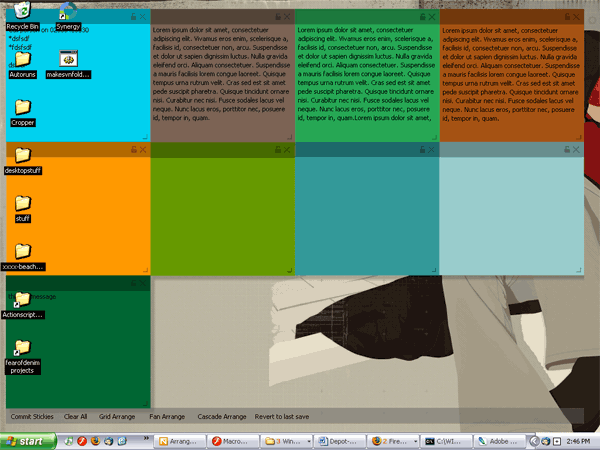 Recycle Bin
Synergy
*dsfsdf
*fdsfsdf
Autoruns
makesvnfold...
Cropper
desktopstuff
stuff
xxxx-beach...
Actionscript...
message
fearofdenim
projects
Lorem ipsum dolor sit amet, consectetuer
adipiscing elit. Vivamus eros enim, scelerisque a,
facilisis id, consectetuer non, arcu. Suspendisse
et dolor ut sapien dignissim luctus. Nulla gravida
eleifend orci. Aliquam consectetuer. Suspendisse
a mauris facilisis lorem congue laoreet. Quisque
tempus urna rutrum velit. Cras sed est sit amet
pede suscipit pharetra. Quisque tincidunt ornare
nisi. Curabitur nec nisi. Fusce sodales lacus vel
neque. Nunc lacus eros, porttitor nec, posuere
id, tempor in, quam.
Lorem ipsum dolor sit amet, consectetuer
adipiscing elit. Vivamus eros enim, scelerisque a,
facilisis id, consectetuer non, arcu. Suspendisse
et dolor ut sapien dignissim luctus. Nulla gravida
eleifend orci. Aliquam consectetuer. Suspendisse
a mauris facilisis lorem congue laoreet. Quisque
tempus urna rutrum velit. Cras sed est sit amet
pede suscipit pharetra. Quisque tincidunt ornare
nisi. Curabitur nec nisi. Fusce sodales lacus vel
neque. Nunc lacus eros, porttitor nec, posuere
id, tempor in, quam.Lorem ipsum dolor sit amet,
Lorem ipsum dolor sit amet, consectetuer
adipiscing elit. Vivamus eros enim, scelerisque a,
facilisis id, consectetuer non, arcu. Suspendisse
et dolor ut sapien dignissim luctus. Nulla gravida
eleifend orci. Aliquam consectetuer. Suspendisse
a mauris facilisis lorem congue laoreet. Quisque
tempus urna rutrum velit. Cras sed est sit amet
pede suscipit pharetra. Quisque tincidunt ornare
nisi. Curabitur nec nisi. Fusce sodales lacus vel
neque. Nunc lacus eros, porttitor nec, posuere
id, tempor in, quam.
Commit Stickies Clear All Grid Arrange Fan Arrange Cascade Arrange Revert to last save
start » Arrang... Macro... 3 Win... Depot-... 2 Fire... C:\WI... Adobe ... 2:46 PM